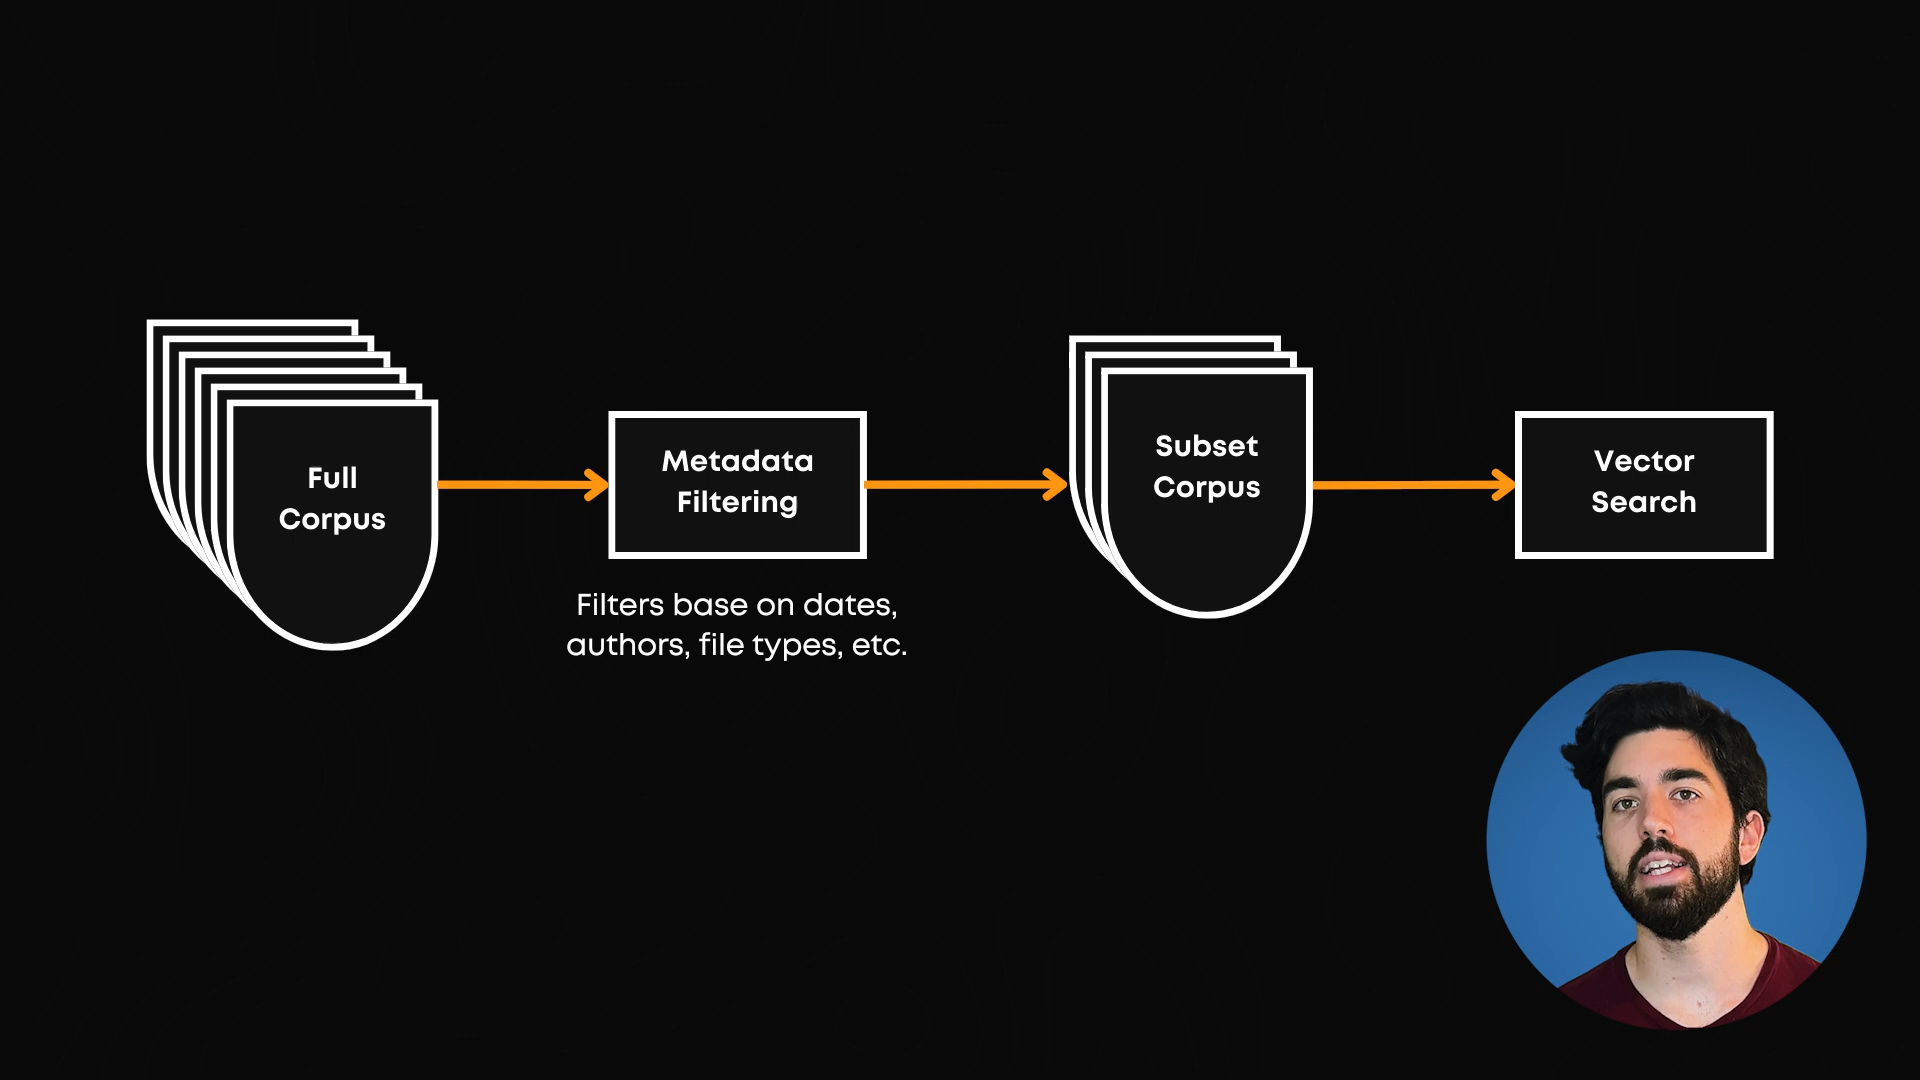 Full
Corpus
Metadata
Filtering
Filters base on dates,
authors, file types, etc.
Subset
Corpus
Vector
Search